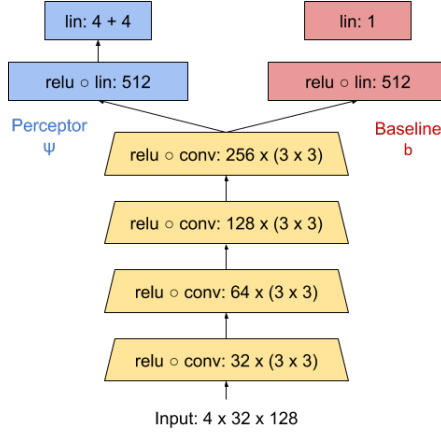 lin: 4 + 4
lin: 1
relu ○ lin: 512
relu ○ lin: 512
Perceptor
Ψ
Baseline
b
relu ○ conv: 256 x (3 x 3)
relu ○ conv: 128 x (3 x 3)
relu ○ conv: 64 x (3 x 3)
relu ○ conv: 32 x (3 x 3)
Input: 4 x 32 x 128